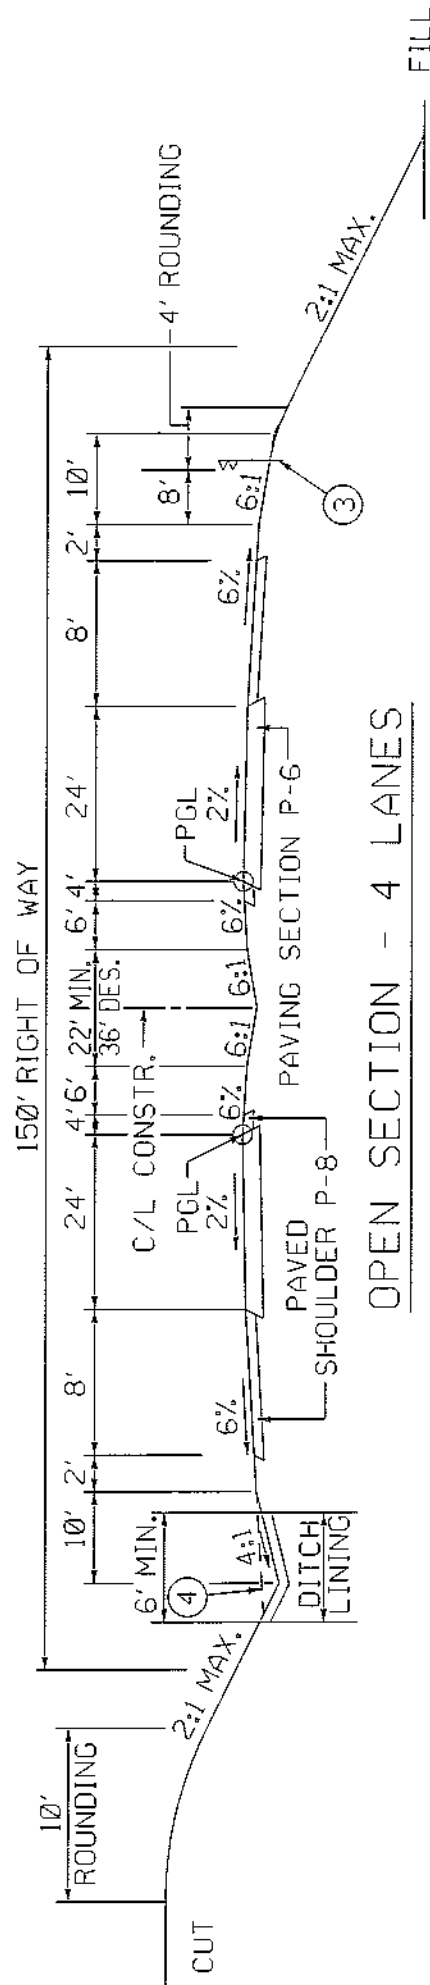 150' RIGHT OF WAY
10'
2'
8'
24'
4'
6'
22' MIN.
36' DES.
6'
4'
24'
8'
2'
10'
10'
ROUNDING
6' MIN.
4
C/L CONSTR.
8'
4' ROUNDING
CUT
2:1 MAX.
4:1
6%
PGL
2%
6%
6:1
6:1
6%
PGL
2%
6%
6:1
2:1 MAX.
FILL
DITCH
LINING
PAVED
SHOULDER P-8
PAVING SECTION P-6
3
OPEN SECTION - 4 LANES